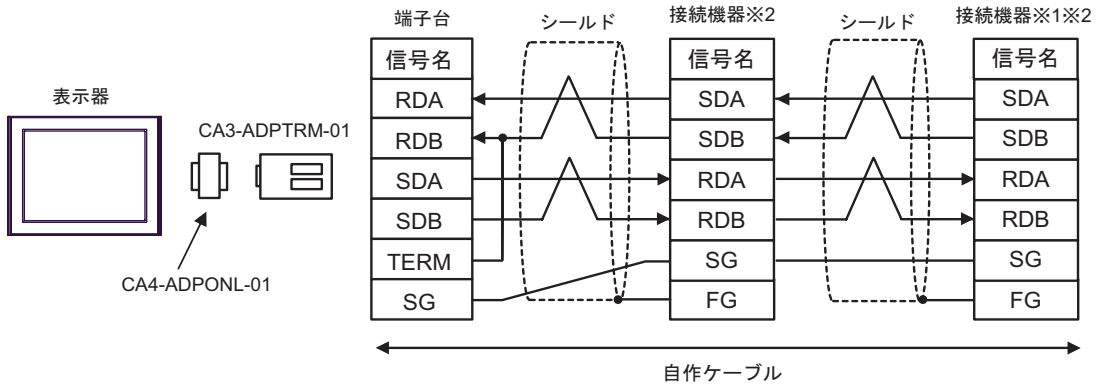 表示器
CA3-ADPTRM-01
CA4-ADPONL-01
端子台
信号名
RDA
RDB
SDA
SDB
TERM
SG
シールド
接続機器※2
信号名
SDA
SDB
RDA
RDB
SG
FG
シールド
接続機器※1※2
信号名
SDA
SDB
RDA
RDB
SG
FG
自作ケーブル